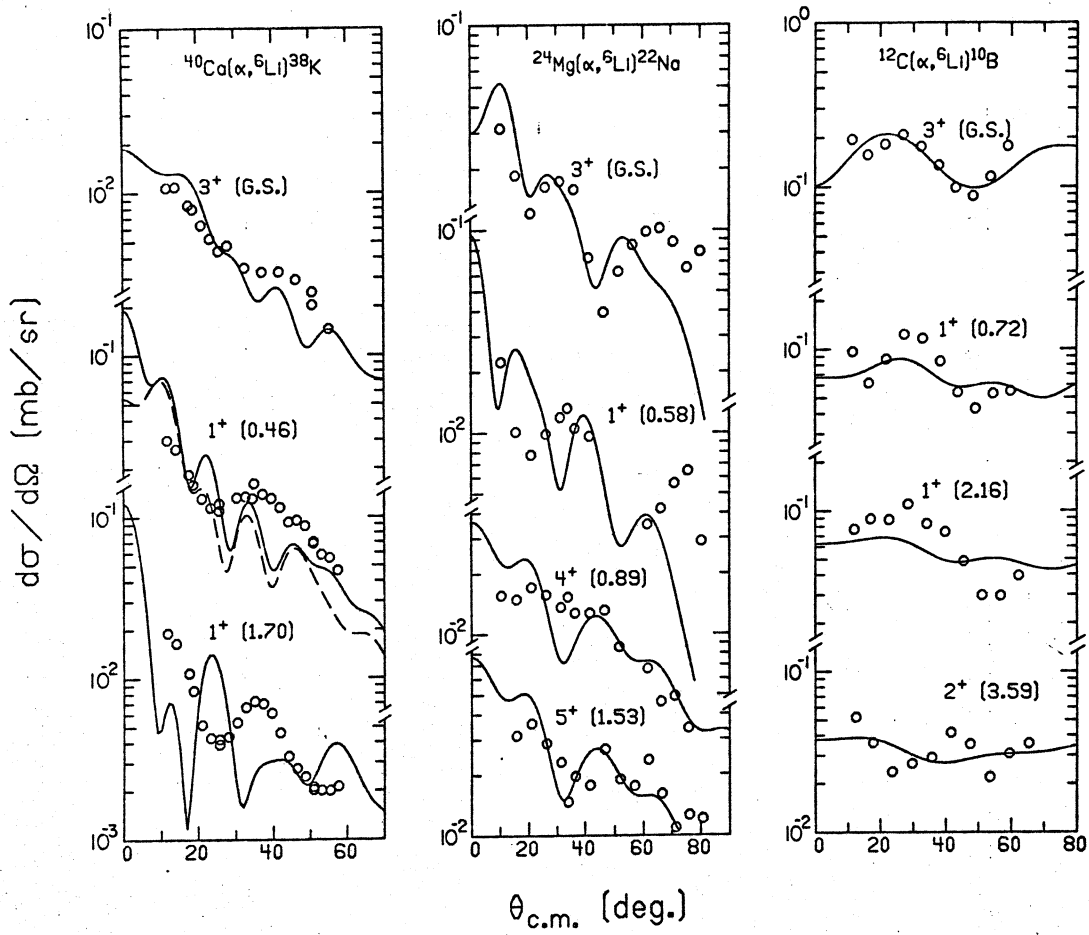 dσ/dΩ (mb/sr)
⁴⁰Ca(α,⁶Li)³⁸K
10⁻¹
10⁻²
10⁻¹
10⁻¹
10⁻²
10⁻³
3⁺ (G.S.)
1⁺ (0.46)
1⁺ (1.70)
0 20 40 60
²⁴Mg(α,⁶Li)²²Na
10⁻¹
10⁻¹
10⁻²
10⁻²
10⁻²
3⁺ (G.S.)
1⁺ (0.58)
4⁺ (0.89)
5⁺ (1.53)
0 20 40 60 80
¹²C(α,⁶Li)¹⁰B
10⁰
10⁻¹
10⁻¹
10⁻¹
10⁻¹
10⁻²
3⁺ (G.S.)
1⁺ (0.72)
1⁺ (2.16)
2⁺ (3.59)
0 20 40 60 80
θc.m. (deg.)